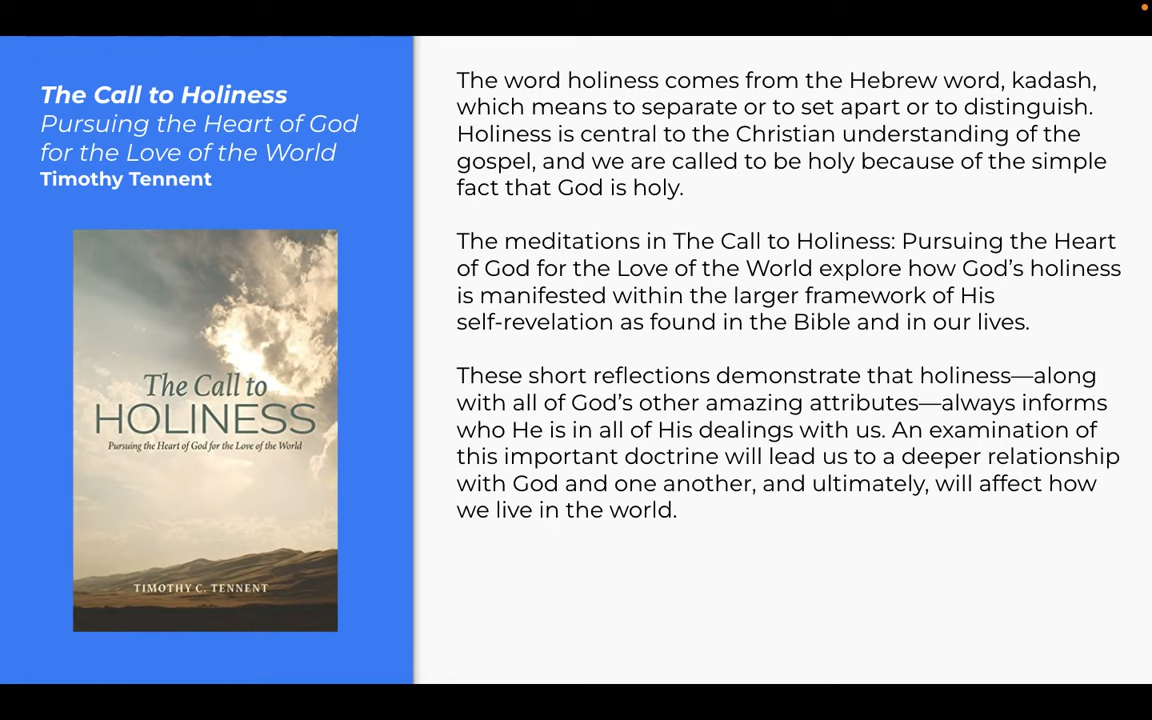 The Call to Holiness
Pursuing the Heart of God
for the Love of the World
Timothy Tennent
The Call to
HOLINESS
Pursuing the Heart of God for the Love of the World
TIMOTHY C. TENNENT
The word holiness comes from the Hebrew word, kadash,
which means to separate or to set apart or to distinguish.
Holiness is central to the Christian understanding of the
gospel, and we are called to be holy because of the simple
fact that God is holy.
The meditations in The Call to Holiness: Pursuing the Heart
of God for the Love of the World explore how God’s holiness
is manifested within the larger framework of His
self-revelation as found in the Bible and in our lives.
These short reflections demonstrate that holiness—along
with all of God’s other amazing attributes—always informs
who He is in all of His dealings with us. An examination of
this important doctrine will lead us to a deeper relationship
with God and one another, and ultimately, will affect how
we live in the world.